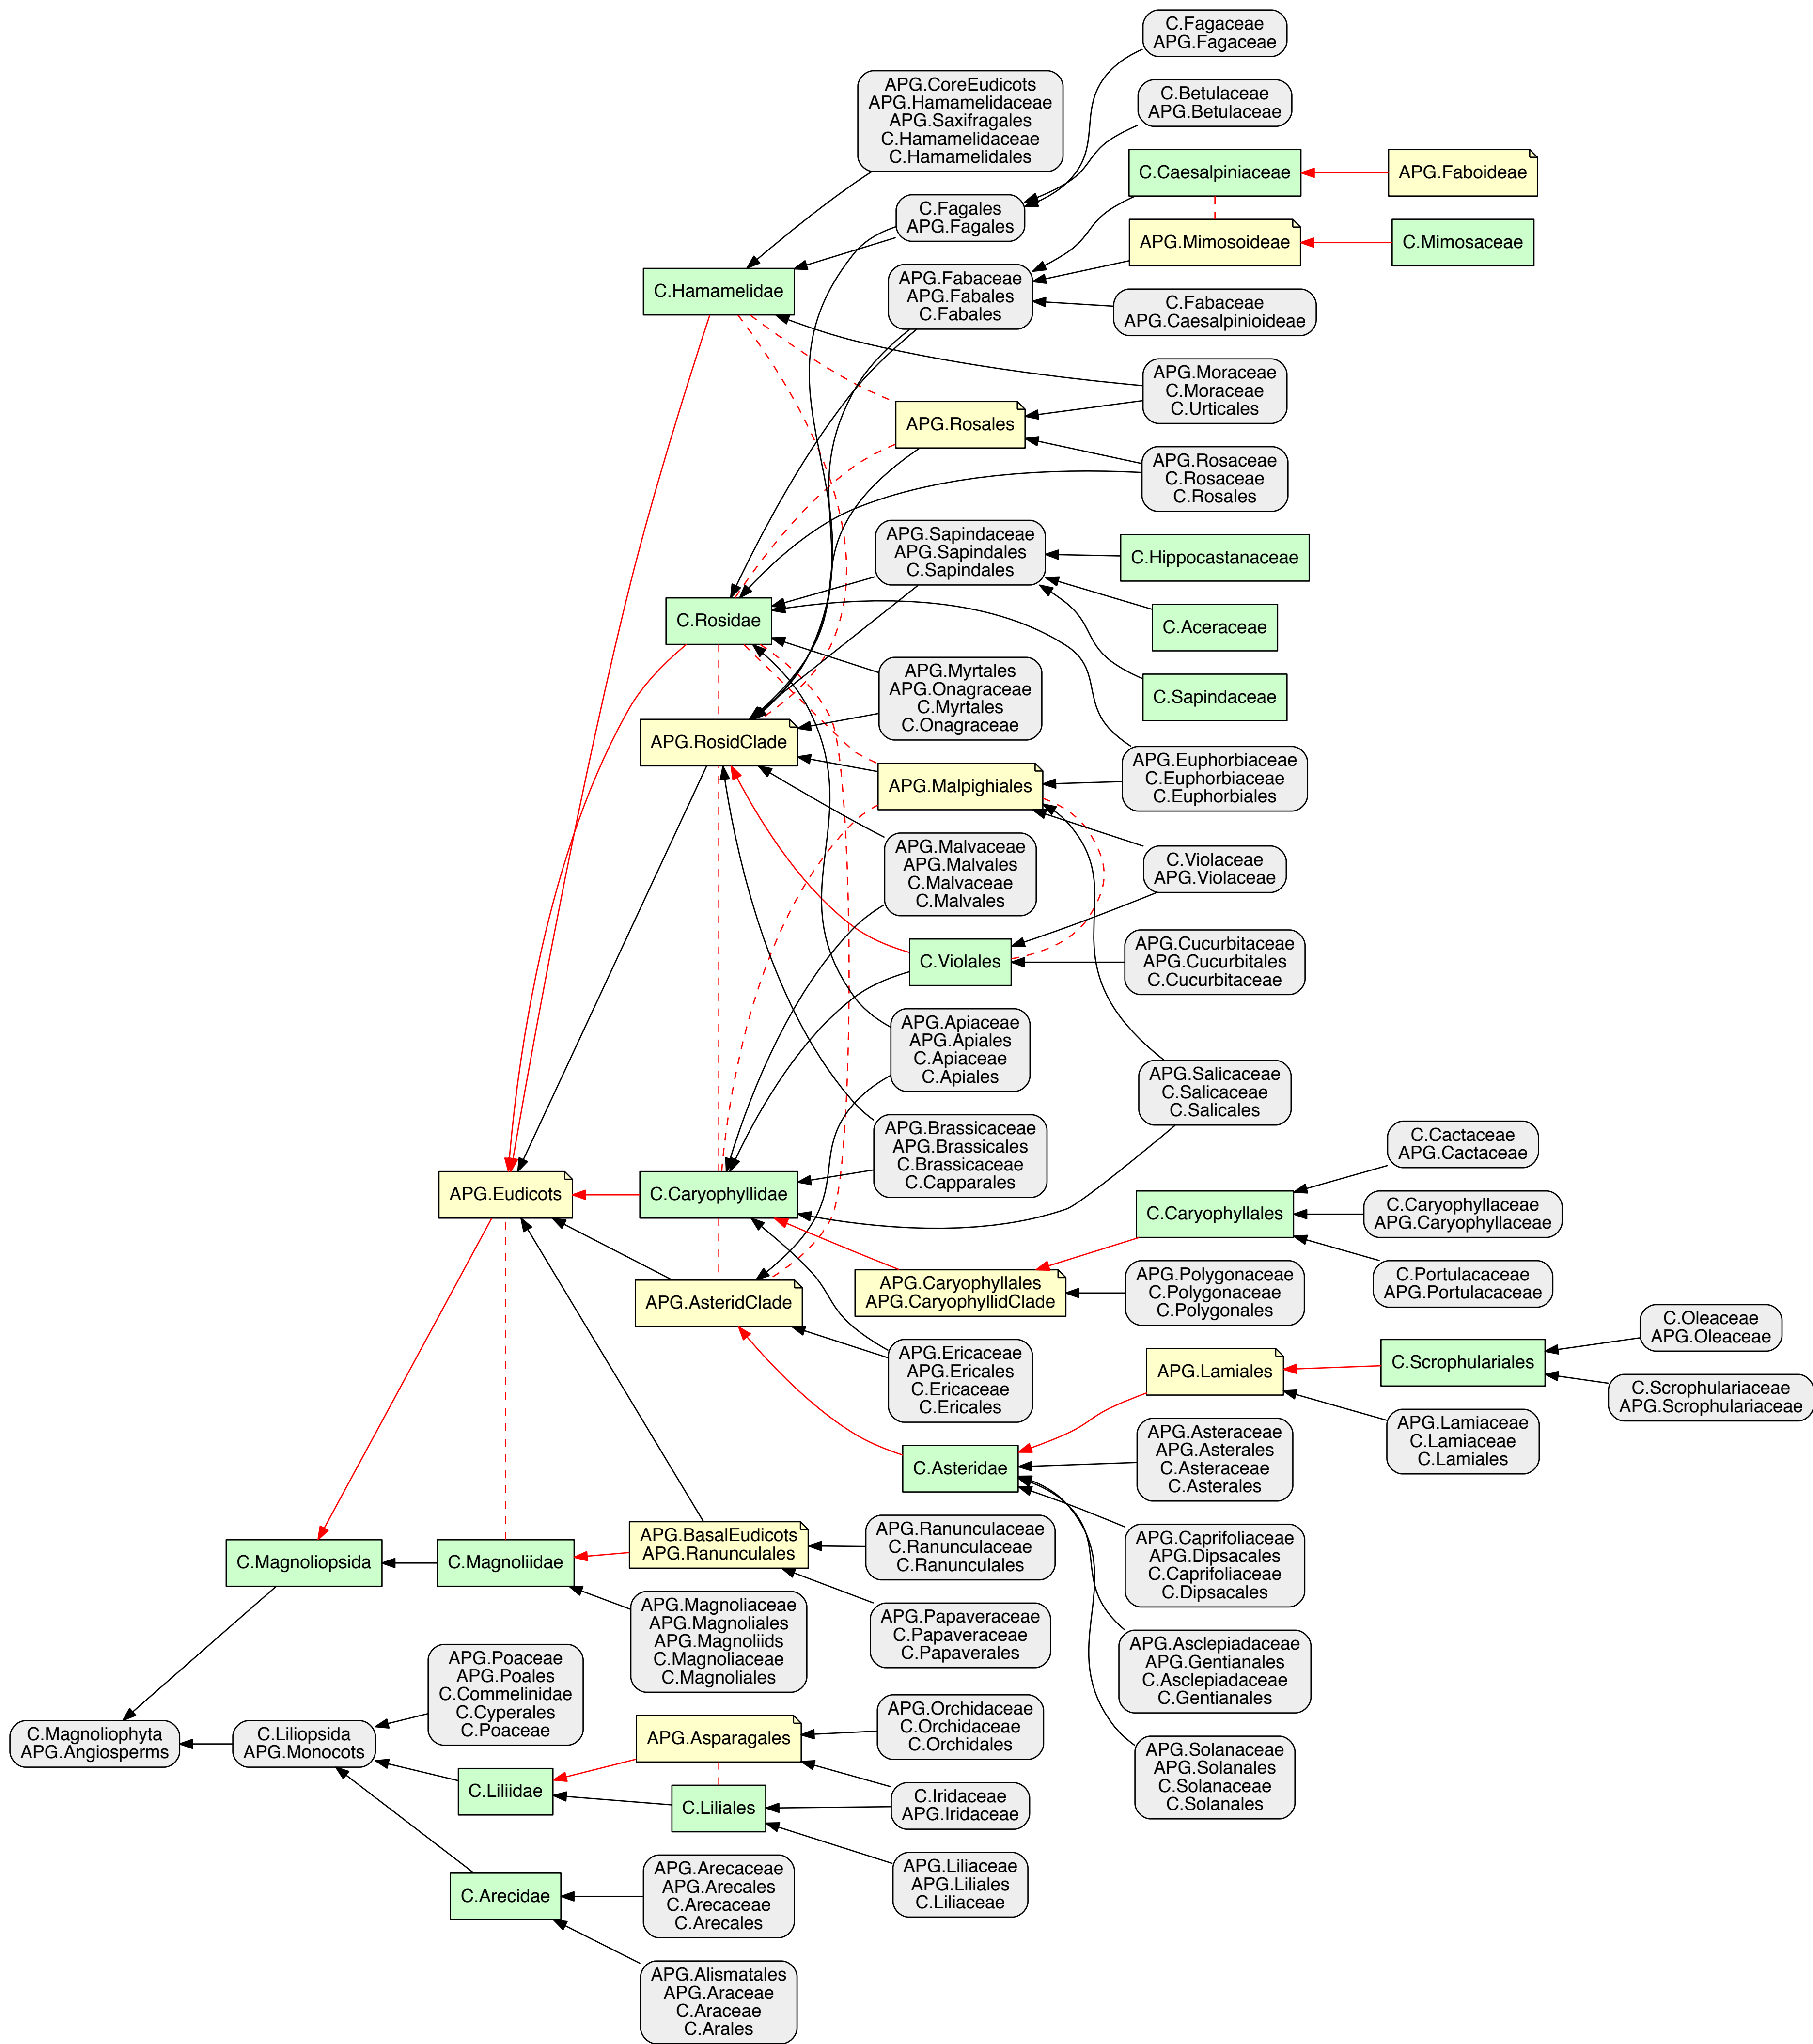 C.Fagaceae
APG.Fagaceae
APG.CoreEudicots
APG.Hamamelidaceae
APG.Saxifragales
C.Hamamelidaceae
C.Hamamelidales
C.Betulaceae
APG.Betulaceae
C.Caesalpiniaceae
APG.Faboideae
C.Fagales
APG.Fagales
APG.Mimosoideae
C.Mimosaceae
C.Hamamelidae
APG.Fabaceae
APG.Fabales
C.Fabales
C.Fabaceae
APG.Caesalpinioideae
APG.Moraceae
C.Moraceae
C.Urticales
APG.Rosales
APG.Rosaceae
C.Rosaceae
C.Rosales
APG.Sapindaceae
APG.Sapindales
C.Sapindales
C.Hippocastanaceae
C.Rosidae
C.Aceraceae
APG.Myrtales
APG.Onagraceae
C.Myrtales
C.Onagraceae
C.Sapindaceae
APG.RosidClade
APG.Malpighiales
APG.Euphorbiaceae
C.Euphorbiaceae
C.Euphorbiales
APG.Malvaceae
APG.Malvales
C.Malvaceae
C.Malvales
C.Violaceae
APG.Violaceae
C.Violales
APG.Cucurbitaceae
APG.Cucurbitales
C.Cucurbitaceae
APG.Apiaceae
APG.Apiales
C.Apiaceae
C.Apiales
APG.Salicaceae
C.Salicaceae
C.Salicales
APG.Brassicaceae
APG.Brassicales
C.Brassicaceae
C.Capparales
C.Cactaceae
APG.Cactaceae
APG.Eudicots
C.Caryophyllidae
C.Caryophyllales
C.Caryophyllaceae
APG.Caryophyllaceae
APG.AsteridClade
APG.Caryophyllales
APG.CaryophyllidClade
APG.Polygonaceae
C.Polygonaceae
C.Polygonales
C.Portulacaceae
APG.Portulacaceae
C.Oleaceae
APG.Oleaceae
APG.Ericaceae
APG.Ericales
C.Ericaceae
C.Ericales
APG.Lamiales
C.Scrophulariales
C.Scrophulariaceae
APG.Scrophulariaceae
APG.Lamiaceae
C.Lamiaceae
C.Lamiales
C.Asteridae
APG.Asteraceae
APG.Asterales
C.Asteraceae
C.Asterales
C.Magnoliopsida
C.Magnoliidae
APG.BasalEudicots
APG.Ranunculales
APG.Ranunculaceae
C.Ranunculaceae
C.Ranunculales
APG.Caprifoliaceae
APG.Dipsacales
C.Caprifoliaceae
C.Dipsacales
APG.Magnoliaceae
APG.Magnoliales
APG.Magnoliids
C.Magnoliaceae
C.Magnoliales
APG.Papaveraceae
C.Papaveraceae
C.Papaverales
APG.Asclepiadaceae
APG.Gentianales
C.Asclepiadaceae
C.Gentianales
APG.Poaceae
APG.Poales
C.Commelinidae
C.Cyperales
C.Poaceae
C.Magnoliophyta
APG.Angiosperms
C.Liliopsida
APG.Monocots
APG.Asparagales
APG.Orchidaceae
C.Orchidaceae
C.Orchidales
APG.Solanaceae
APG.Solanales
C.Solanaceae
C.Solanales
C.Liliidae
C.Liliales
C.Iridaceae
APG.Iridaceae
APG.Liliaceae
APG.Liliales
C.Liliaceae
C.Arecidae
APG.Arecaceae
APG.Arecales
C.Arecaceae
C.Arecales
APG.Alismatales
APG.Araceae
C.Araceae
C.Arales